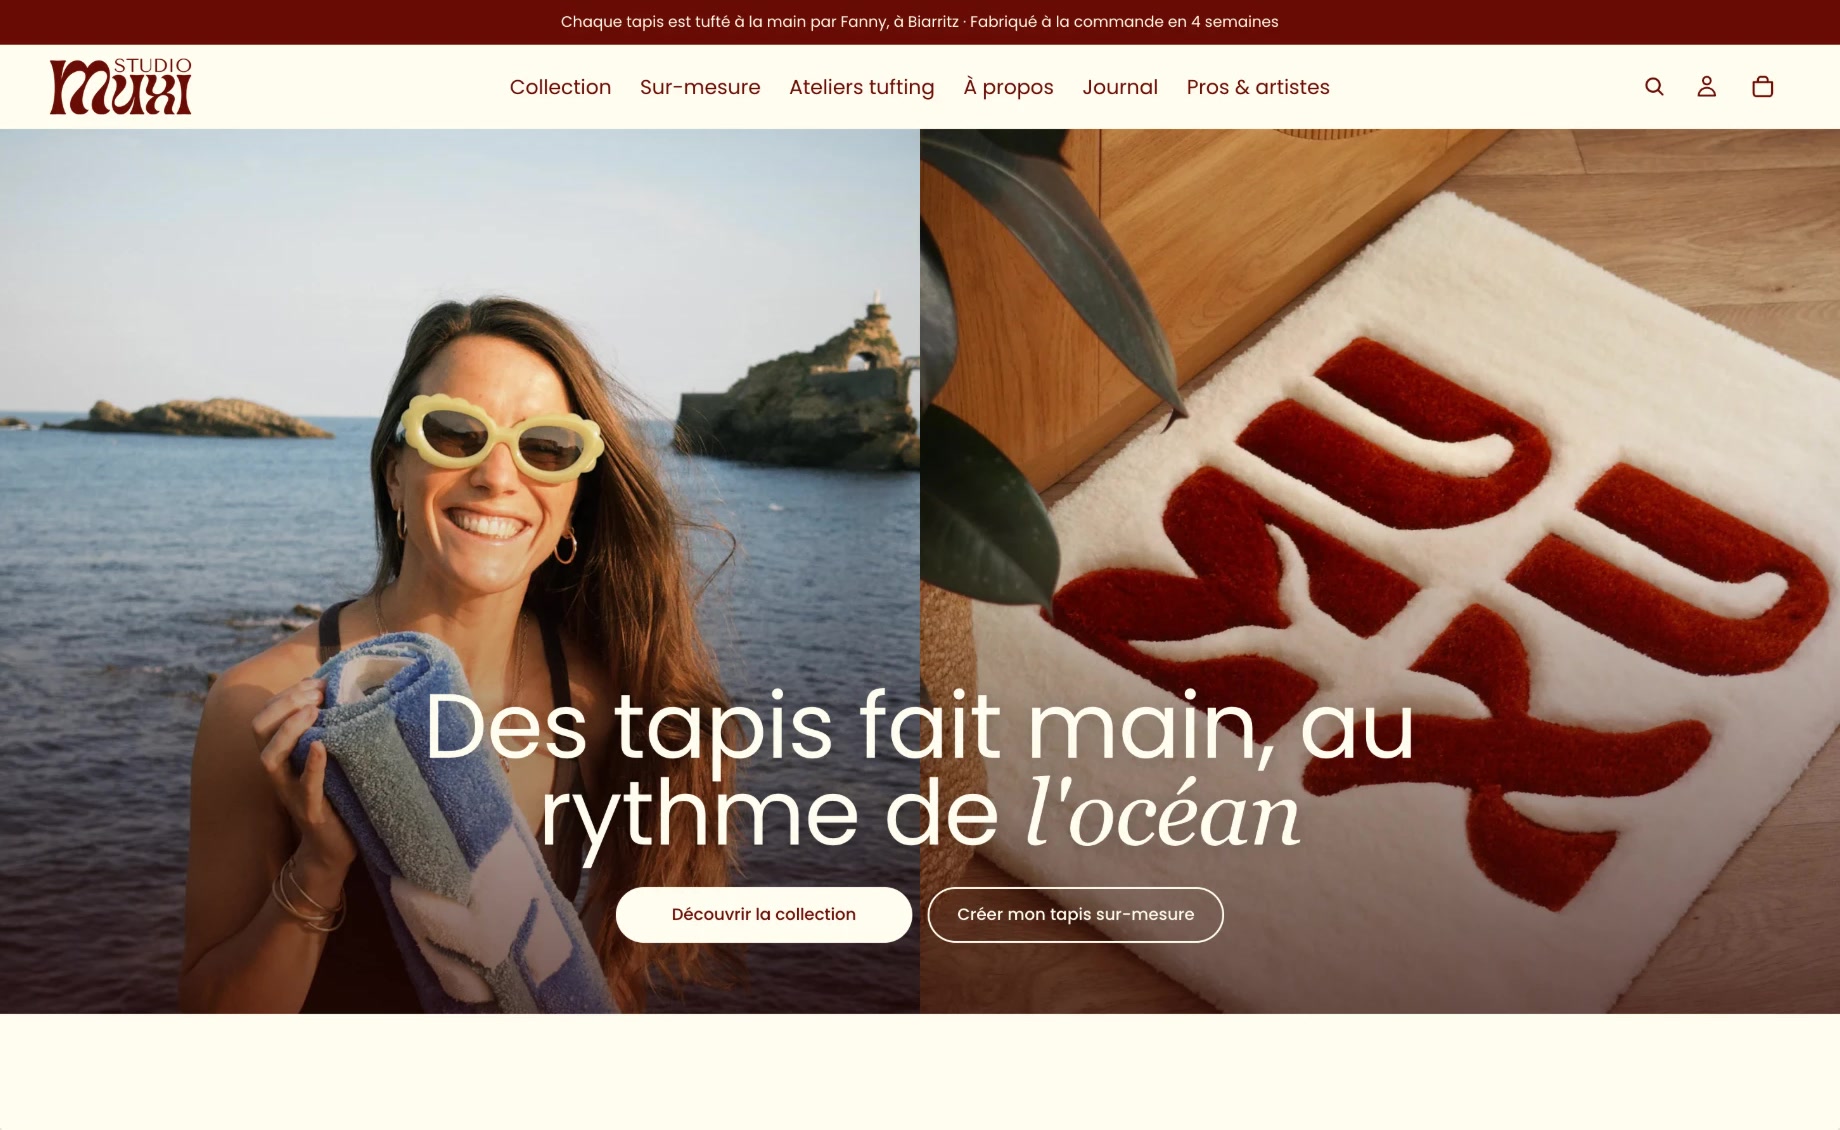 Chaque tapis est tufté à la main par Fanny, à Biarritz · Fabriqué à la commande en 4 semaines
STUDIO
muxi
Collection Sur-mesure Ateliers tufting À propos Journal Pros & artistes
Des tapis fait main, au
rythme de l'océan
Découvrir la collection Créer mon tapis sur-mesure